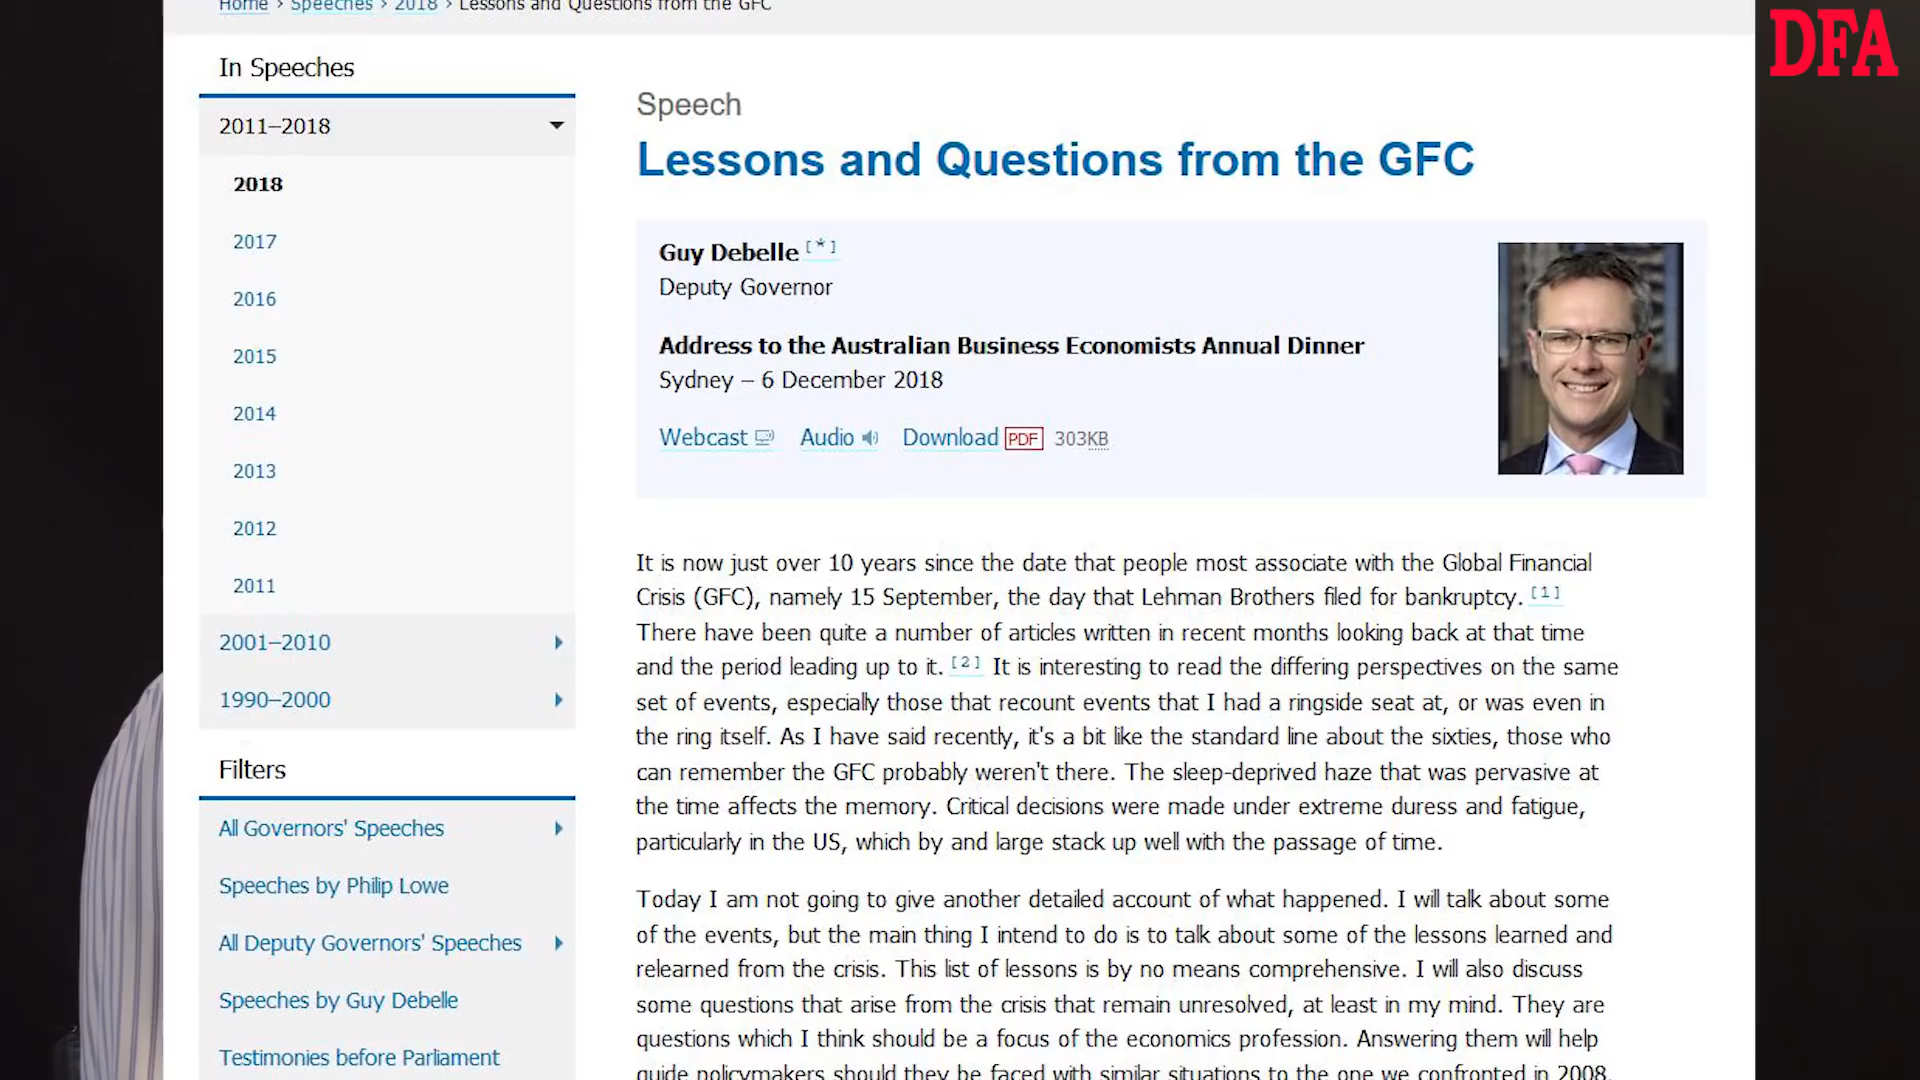 Home › Speeches › 2018 › Lessons and Questions from the GFC
DFA
In Speeches
2011–2018
2018
2017
2016
2015
2014
2013
2012
2011
2001–2010
1990–2000
Filters
All Governors' Speeches
Speeches by Philip Lowe
All Deputy Governors' Speeches
Speeches by Guy Debelle
Testimonies before Parliament
Speech
Lessons and Questions from the GFC
Guy Debelle [*]
Deputy Governor
Address to the Australian Business Economists Annual Dinner
Sydney – 6 December 2018
Webcast Audio Download PDF 303KB
It is now just over 10 years since the date that people most associate with the Global Financial
Crisis (GFC), namely 15 September, the day that Lehman Brothers filed for bankruptcy. [1]
There have been quite a number of articles written in recent months looking back at that time
and the period leading up to it. [2] It is interesting to read the differing perspectives on the same
set of events, especially those that recount events that I had a ringside seat at, or was even in
the ring itself. As I have said recently, it's a bit like the standard line about the sixties, those who
can remember the GFC probably weren't there. The sleep-deprived haze that was pervasive at
the time affects the memory. Critical decisions were made under extreme duress and fatigue,
particularly in the US, which by and large stack up well with the passage of time.
Today I am not going to give another detailed account of what happened. I will talk about some
of the events, but the main thing I intend to do is to talk about some of the lessons learned and
relearned from the crisis. This list of lessons is by no means comprehensive. I will also discuss
some questions that arise from the crisis that remain unresolved, at least in my mind. They are
questions which I think should be a focus of the economics profession. Answering them will help
guide policymakers should they be faced with similar situations to the one we confronted in 2008.